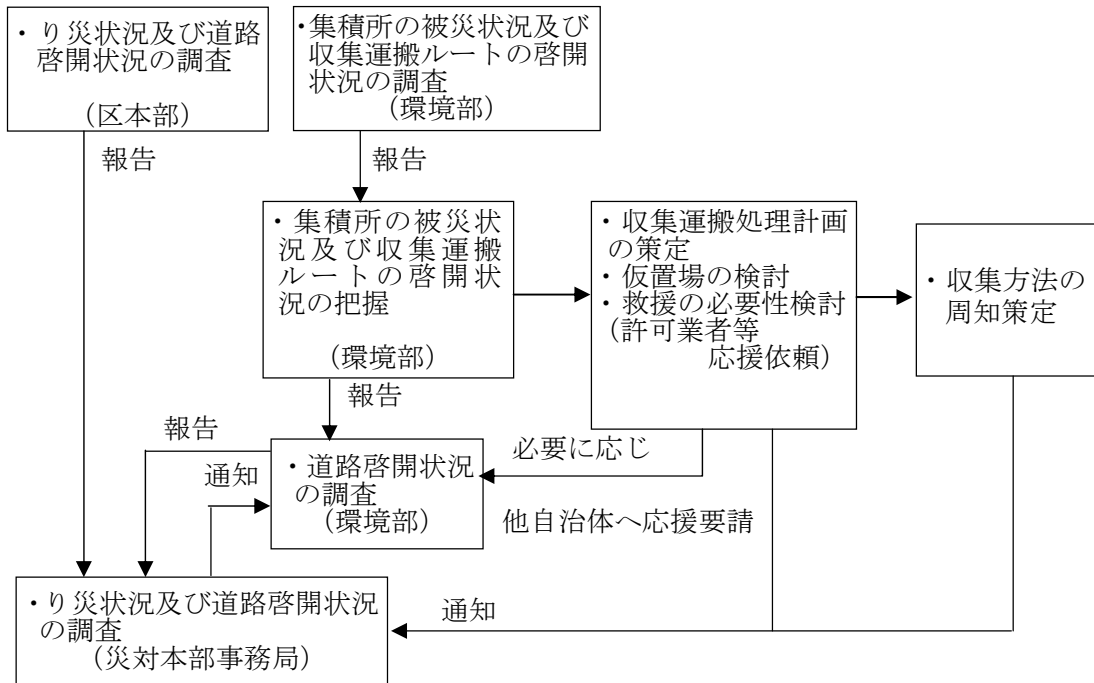 ・り災状況及び道路
啓開状況の調査
（区本部）
・集積所の被災状況及び
収集運搬ルートの啓開
状況の調査
（環境部）
報告
報告
・集積所の被災状
況及び収集運搬
ルートの啓開状
況の把握
（環境部）
・収集運搬処理計画
の策定
・仮置場の検討
・救援の必要性検討
（許可業者等
応援依頼）
・収集方法の
周知策定
報告
報告
通知
・道路啓開状況
の調査
（環境部）
必要に応じ
他自治体へ応援要請
・り災状況及び道路啓開状況
の調査
（災対本部事務局）
通知